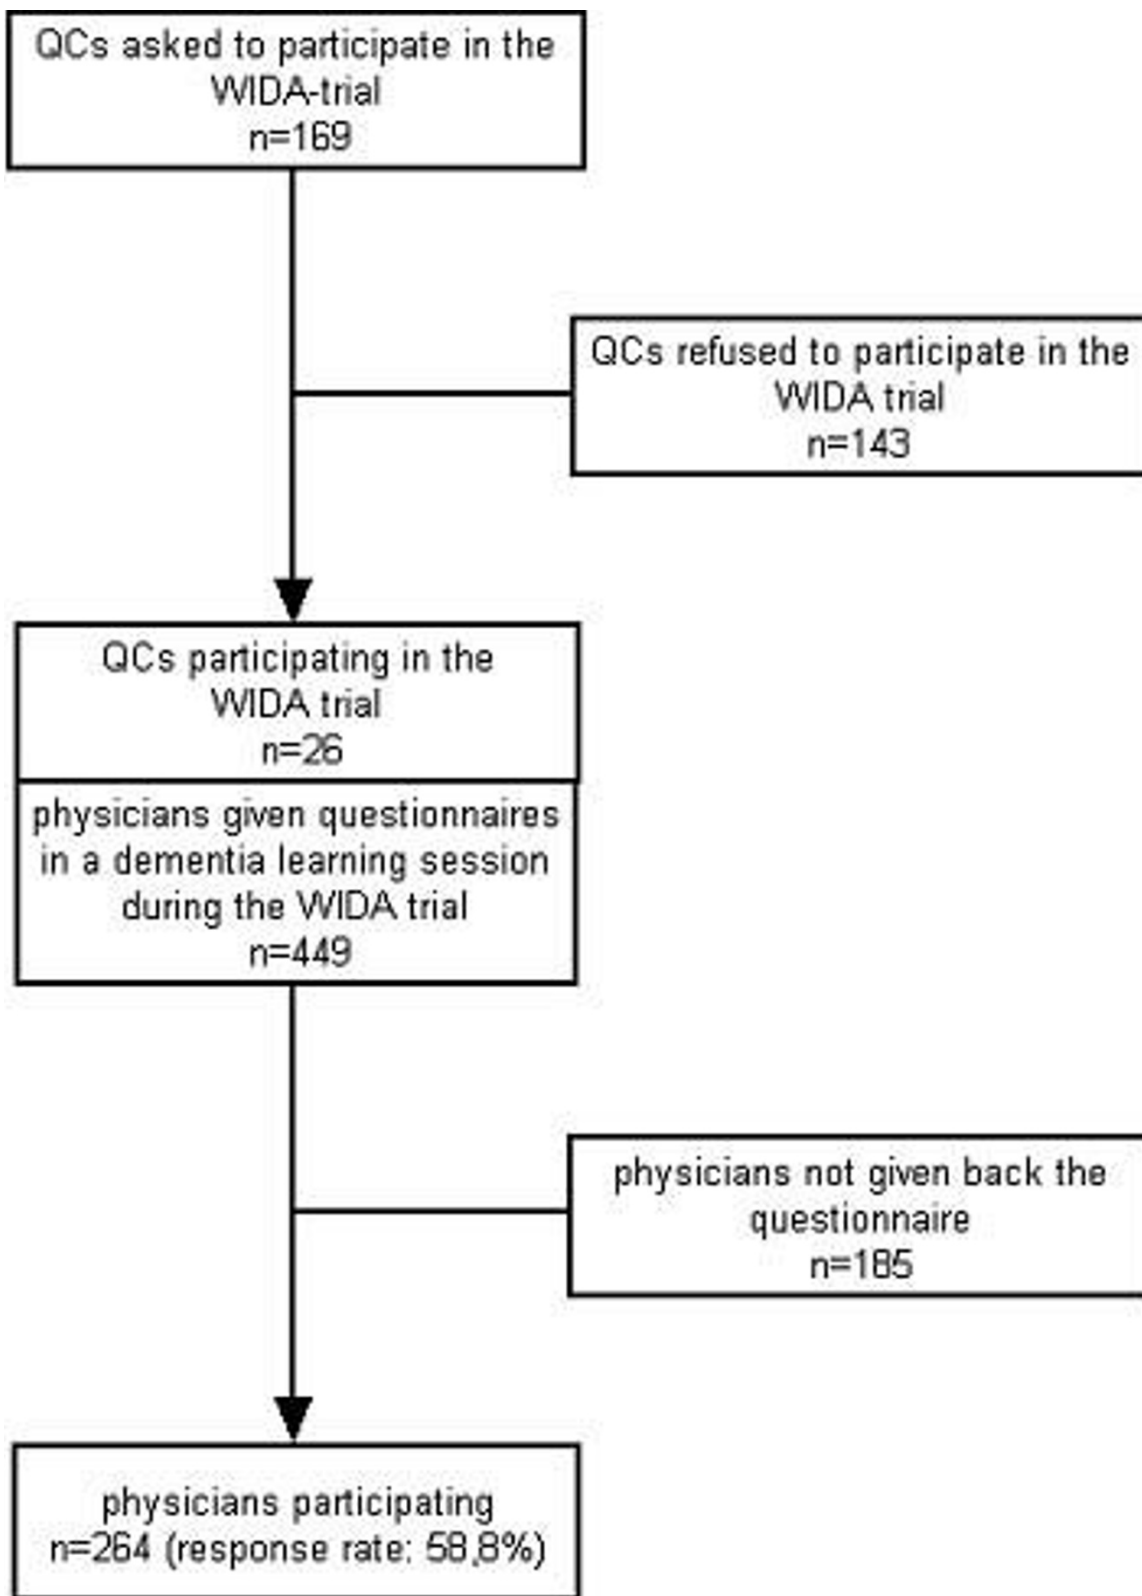 QCs asked to participate in the
WIDA-trial
n=169
QCs refused to participate in the
WIDA trial
n=143
QCs participating in the
WIDA trial
n=26
physicians given questionnaires
in a dementia learning session
during the WIDA trial
n=449
physicians not given back the
questionnaire
n=185
physicians participating
n=264 (response rate: 58,8%)